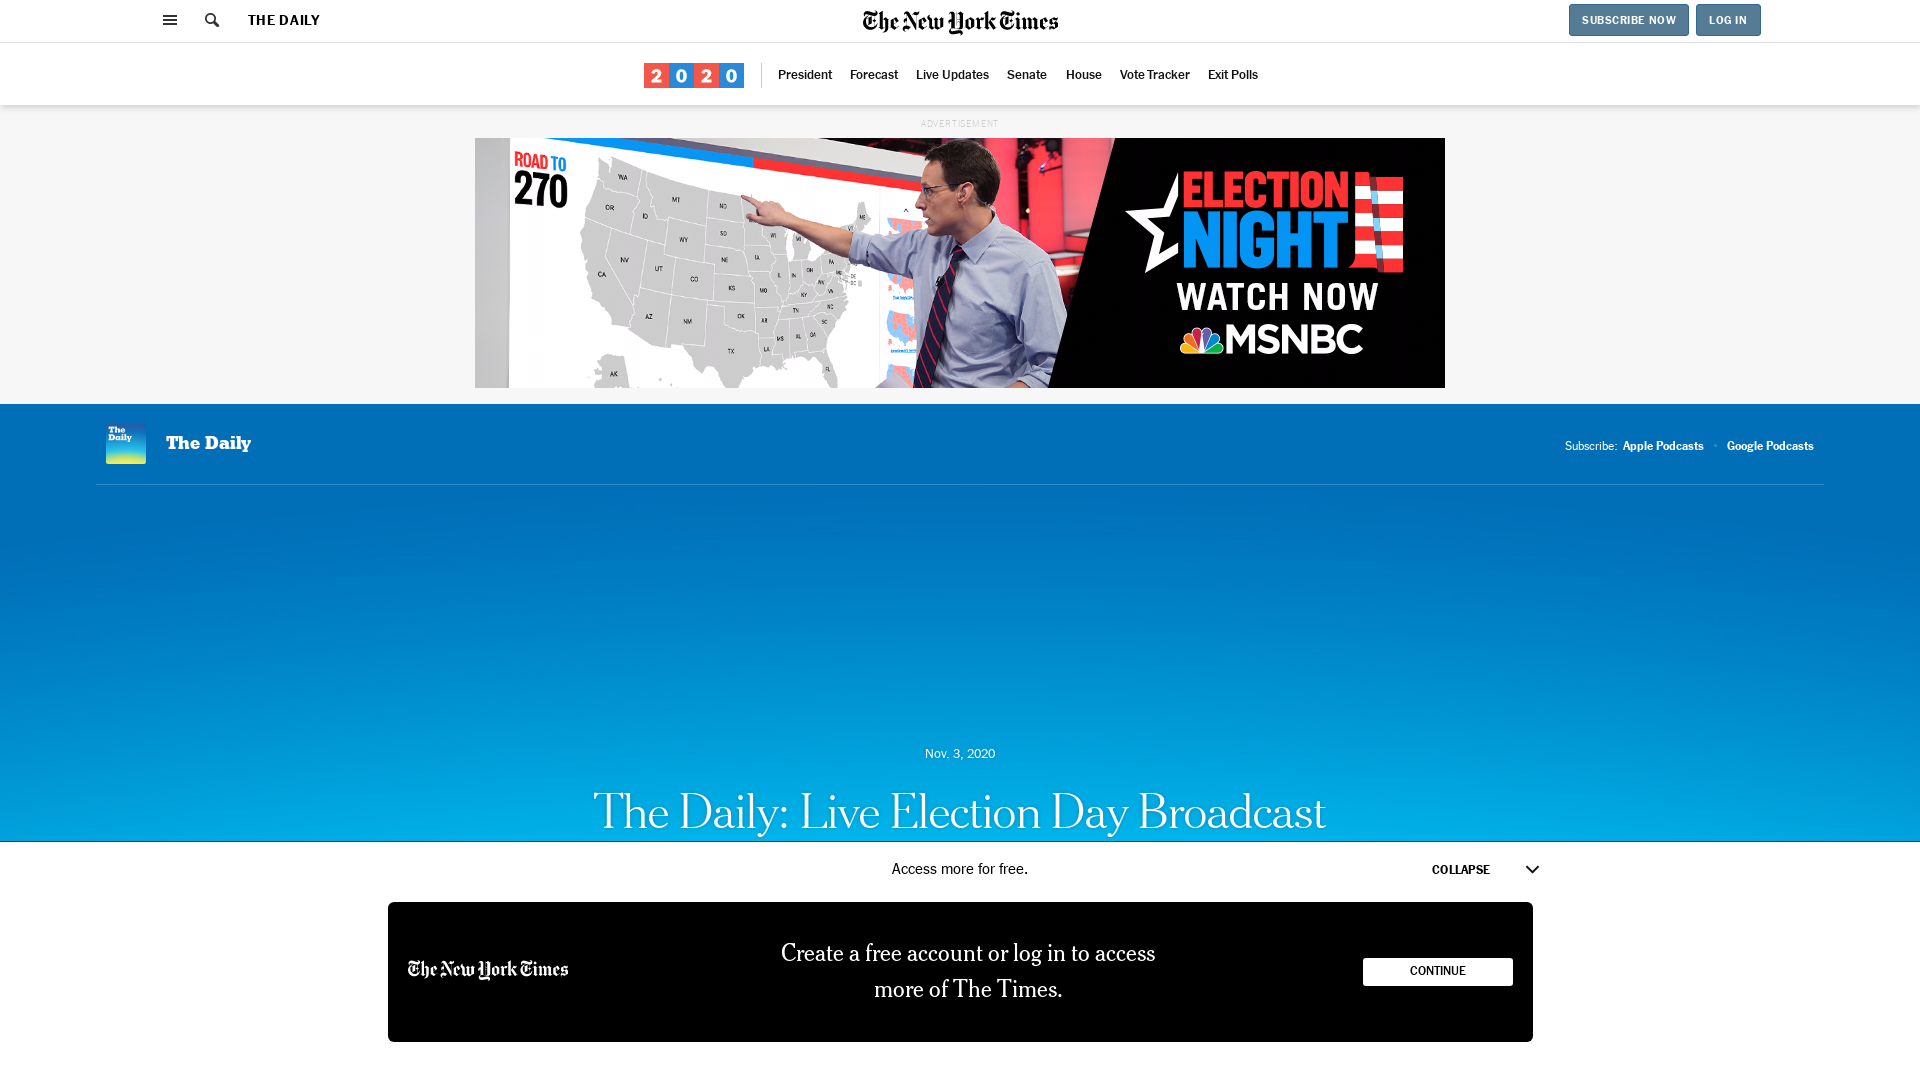 THE DAILY
The New York Times
SUBSCRIBE NOW
LOG IN
2020
President
Forecast
Live Updates
Senate
House
Vote Tracker
Exit Polls
ADVERTISEMENT
ROAD TO
270
WA
OR
CA
ID
NV
AZ
MT
WY
UT
CO
NM
ND
SD
NE
KS
OK
TX
AK
WI
IA
MO
AR
LA
IL
IN
OH
KY
TN
MS
AL
GA
FL
SC
NC
VA
PA
ME
ELECTION
NIGHT
WATCH NOW
MSNBC
The
Daily
The Daily
Subscribe: Apple Podcasts • Google Podcasts
Nov. 3, 2020
The Daily: Live Election Day Broadcast
Access more for free.
COLLAPSE
The New York Times
Create a free account or log in to access
more of The Times.
CONTINUE